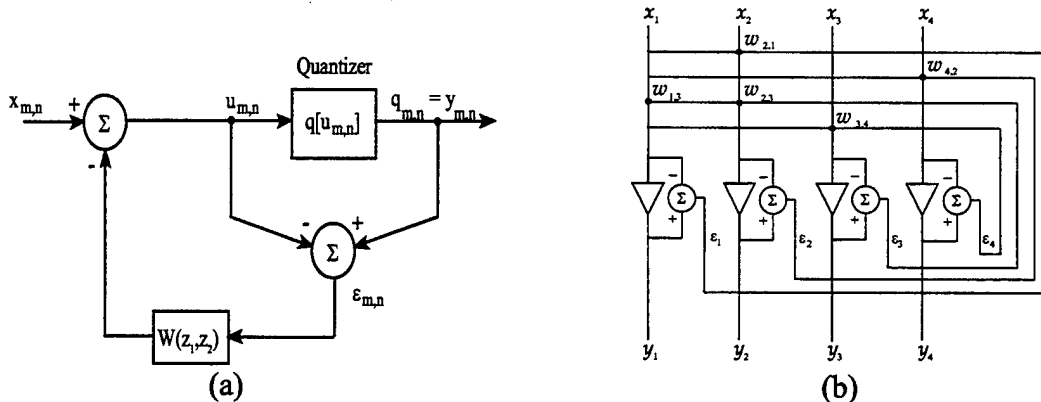 Quantizer
x_{m,n} + Σ u_{m,n} q[u_{m,n}] q_{m,n} = y_{m,n}
-
- + Σ
ε_{m,n}
W(z_1,z_2)
(a)
x_1 x_2 x_3 x_4
w_{2,1}
w_{4,2}
w_{1,3} w_{2,3}
w_{3,4}
- - - -
Σ Σ Σ Σ
+ + + +
ε_1 ε_2 ε_3 ε_4
y_1 y_2 y_3 y_4
(b)